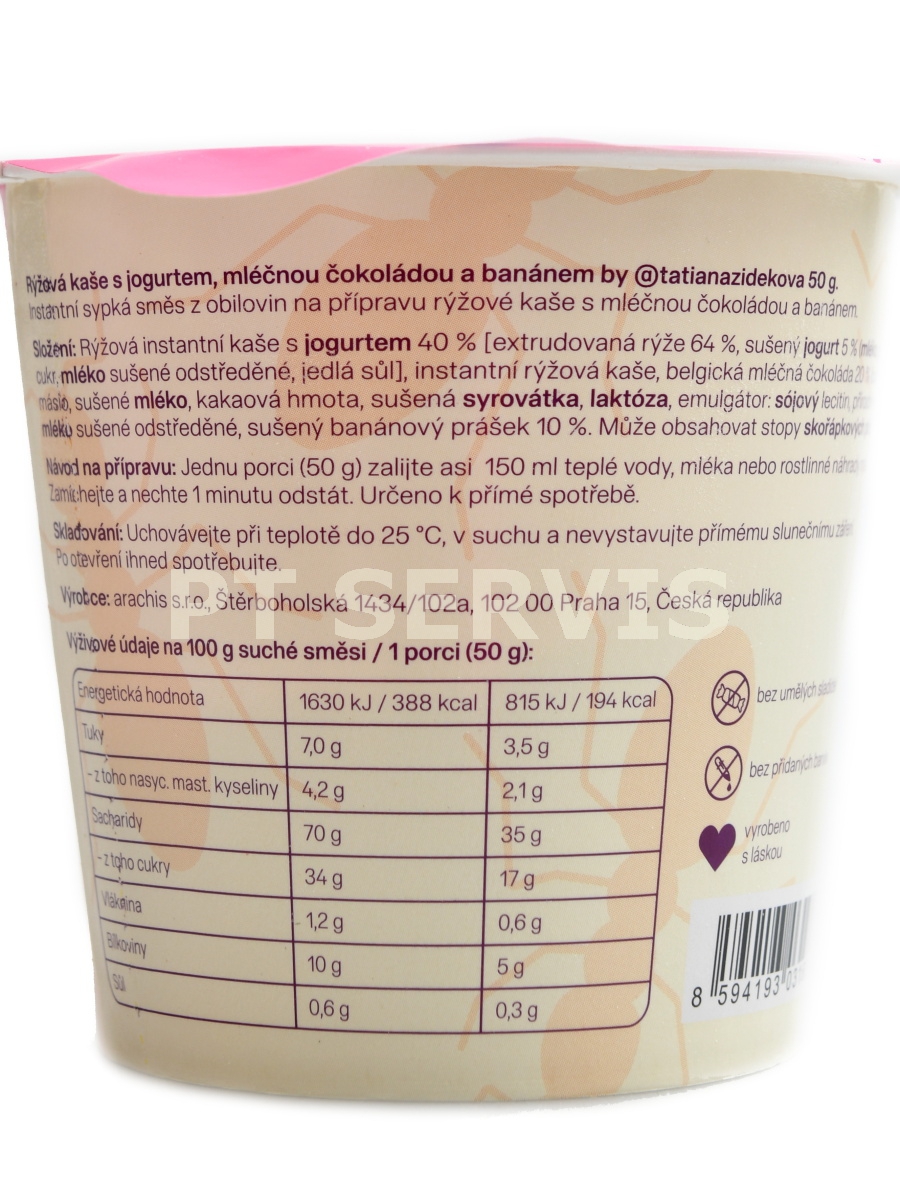 Rýžová kaše s jogurtem, mléčnou čokoládou a banánem by @tatianazidekova 50 g.
Instantní sypká směs z obilovin na přípravu rýžové kaše s mléčnou čokoládou a banánem.
Složení: Rýžová instantní kaše s jogurtem 40 % [extrudovaná rýže 64 %, sušený jogurt 5 %
cukr, mléko sušené odstředěné, jedlá sůl], instantní rýžová kaše, belgická mléčná čokoláda 20 %
máslo, sušené mléko, kakaová hmota, sušená syrovátka, laktóza, emulgátor: sójový lecitin,
mléko sušené odstředěné, sušený banánový prášek 10 %. Může obsahovat stopy
Návod na přípravu: Jednu porci (50 g) zalijte asi 150 ml teplé vody, mléka nebo rostlinné
Zamíchejte a nechte 1 minutu odstát. Určeno k přímé spotřebě.
Skladování: Uchovávejte při teplotě do 25 °C, v suchu a nevystavujte přímému slunečnímu
Po otevření ihned spotřebujte.
PT SERVIS
Výrobce: arachis s.r.o., Štěrboholská 1434/102a, 102 00 Praha 15, Česká republika
Výživové údaje na 100 g suché směsi / 1 porci (50 g):
Energetická hodnota 1630 kJ / 388 kcal 815 kJ / 194 kcal
Tuky 7,0 g 3,5 g
- z toho nasyc. mast. kyseliny 4,2 g 2,1 g
Sacharidy 70 g 35 g
- z toho cukry 34 g 17 g
Vláknina 1,2 g 0,6 g
Bílkoviny 10 g 5 g
Sůl 0,6 g 0,3 g
bez umělých
bez přidaných
vyrobeno
s láskou
8 594193 03